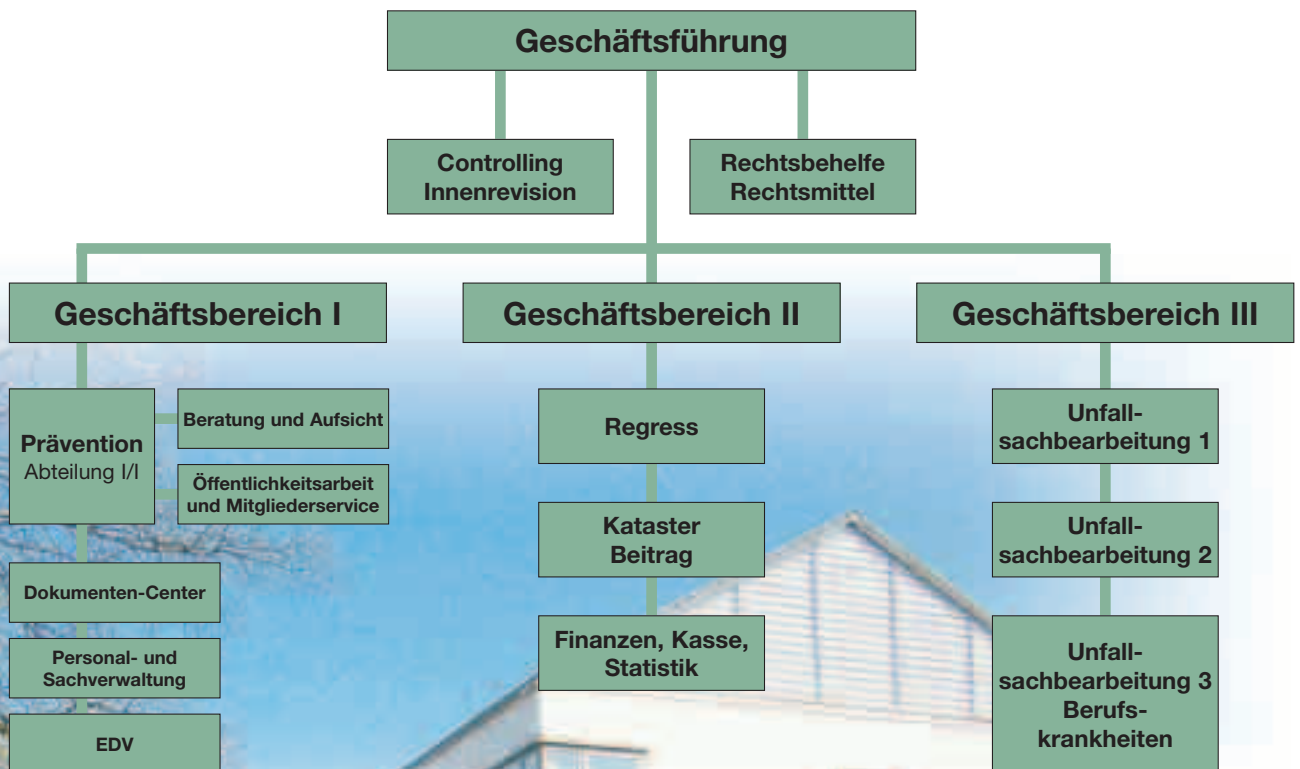 Geschäftsführung
Controlling
Innenrevision
Rechtsbehelfe
Rechtsmittel
Geschäftsbereich I
Geschäftsbereich II
Geschäftsbereich III
Prävention
Abteilung I/I
Beratung und Aufsicht
Öffentlichkeitsarbeit
und Mitgliederservice
Dokumenten-Center
Personal- und
Sachverwaltung
EDV
Regress
Kataster
Beitrag
Finanzen, Kasse,
Statistik
Unfall-
sachbearbeitung 1
Unfall-
sachbearbeitung 2
Unfall-
sachbearbeitung 3
Berufs-
krankheiten